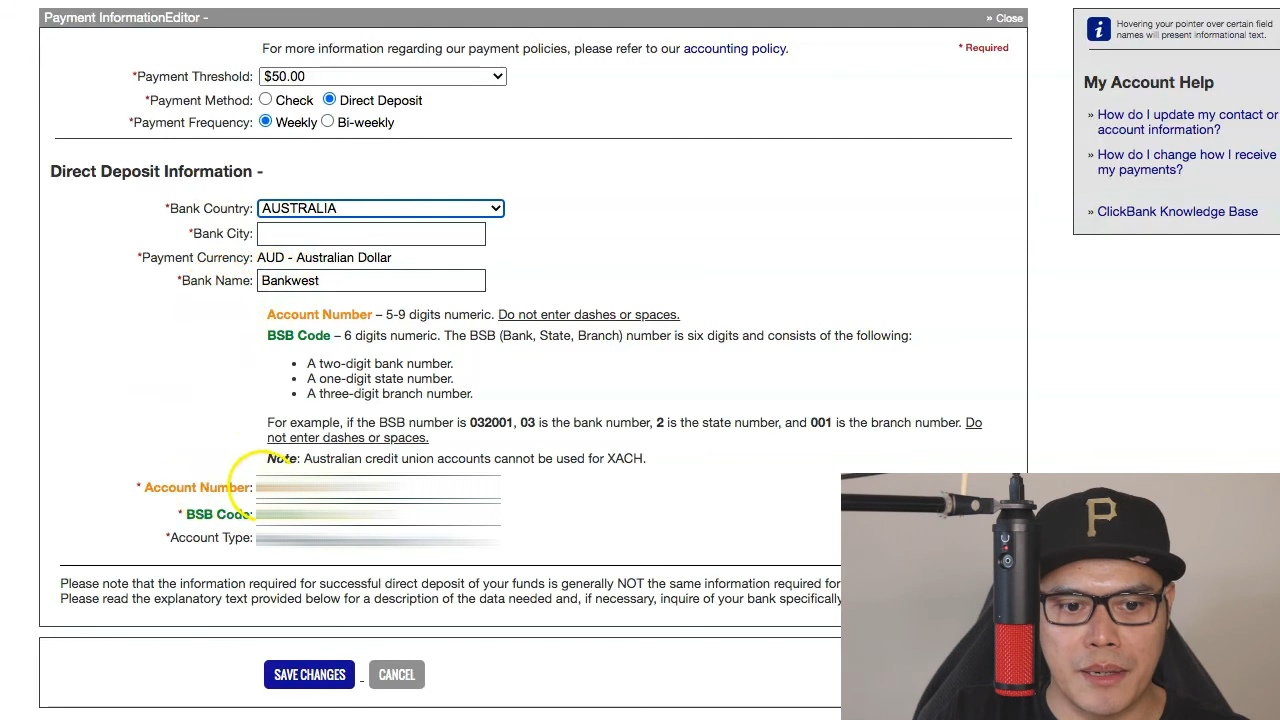 Payment InformationEditor -
» Close
For more information regarding our payment policies, please refer to our accounting policy.
* Required
*Payment Threshold: $50.00
*Payment Method: Check Direct Deposit
*Payment Frequency: Weekly Bi-weekly
Direct Deposit Information -
*Bank Country: AUSTRALIA
*Bank City:
*Payment Currency: AUD - Australian Dollar
*Bank Name: Bankwest
Account Number – 5-9 digits numeric. Do not enter dashes or spaces.
BSB Code – 6 digits numeric. The BSB (Bank, State, Branch) number is six digits and consists of the following:
• A two-digit bank number.
• A one-digit state number.
• A three-digit branch number.
For example, if the BSB number is 032001, 03 is the bank number, 2 is the state number, and 001 is the branch number. Do
not enter dashes or spaces.
Note: Australian credit union accounts cannot be used for XACH.
* Account Number:
* BSB Code:
*Account Type:
Please note that the information required for successful direct deposit of your funds is generally NOT the same information required for
Please read the explanatory text provided below for a description of the data needed and, if necessary, inquire of your bank specifically
SAVE CHANGES - CANCEL
i
Hovering your pointer over certain field
names will present informational text.
My Account Help
» How do I update my contact or
account information?
» How do I change how I receive
my payments?
» ClickBank Knowledge Base
P